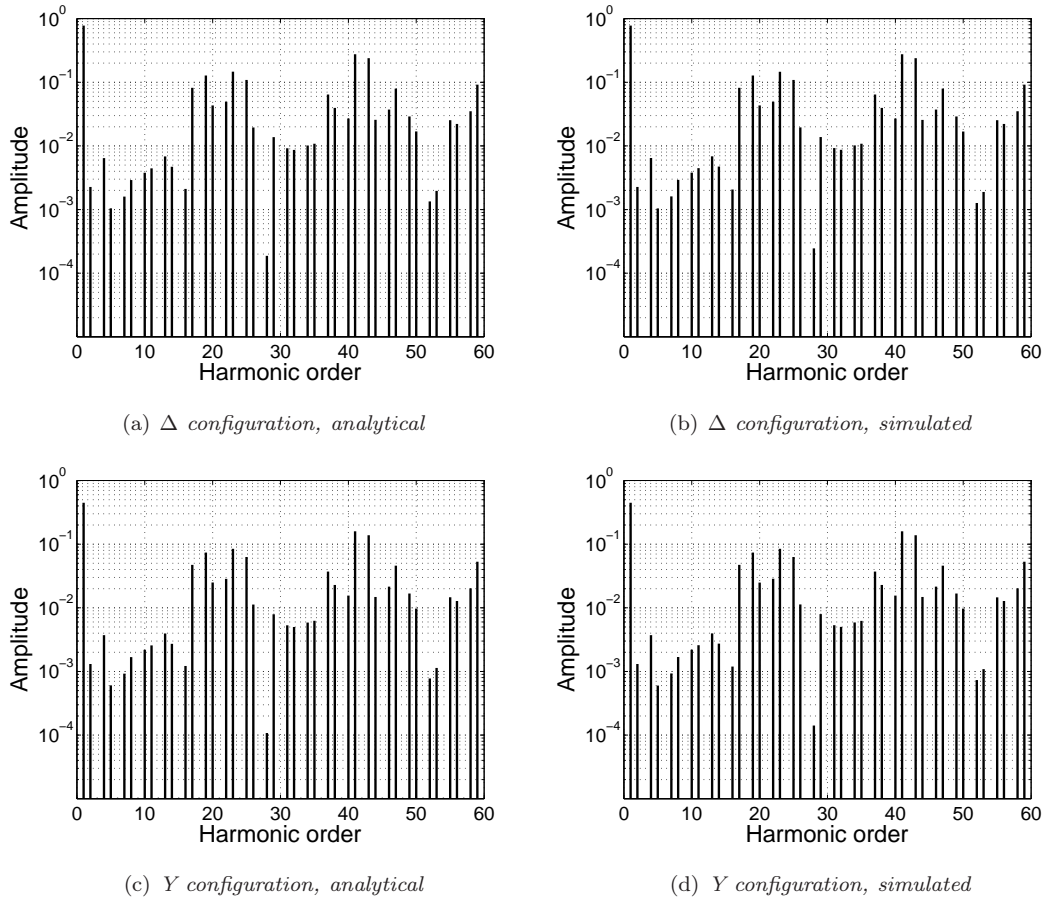 10^0
10^-1
10^-2
10^-3
10^-4
Amplitude
0 10 20 30 40 50 60
Harmonic order
(a) Δ configuration, analytical
10^0
10^-1
10^-2
10^-3
10^-4
Amplitude
0 10 20 30 40 50 60
Harmonic order
(b) Δ configuration, simulated
10^0
10^-1
10^-2
10^-3
10^-4
Amplitude
0 10 20 30 40 50 60
Harmonic order
(c) Y configuration, analytical
10^0
10^-1
10^-2
10^-3
10^-4
Amplitude
0 10 20 30 40 50 60
Harmonic order
(d) Y configuration, simulated